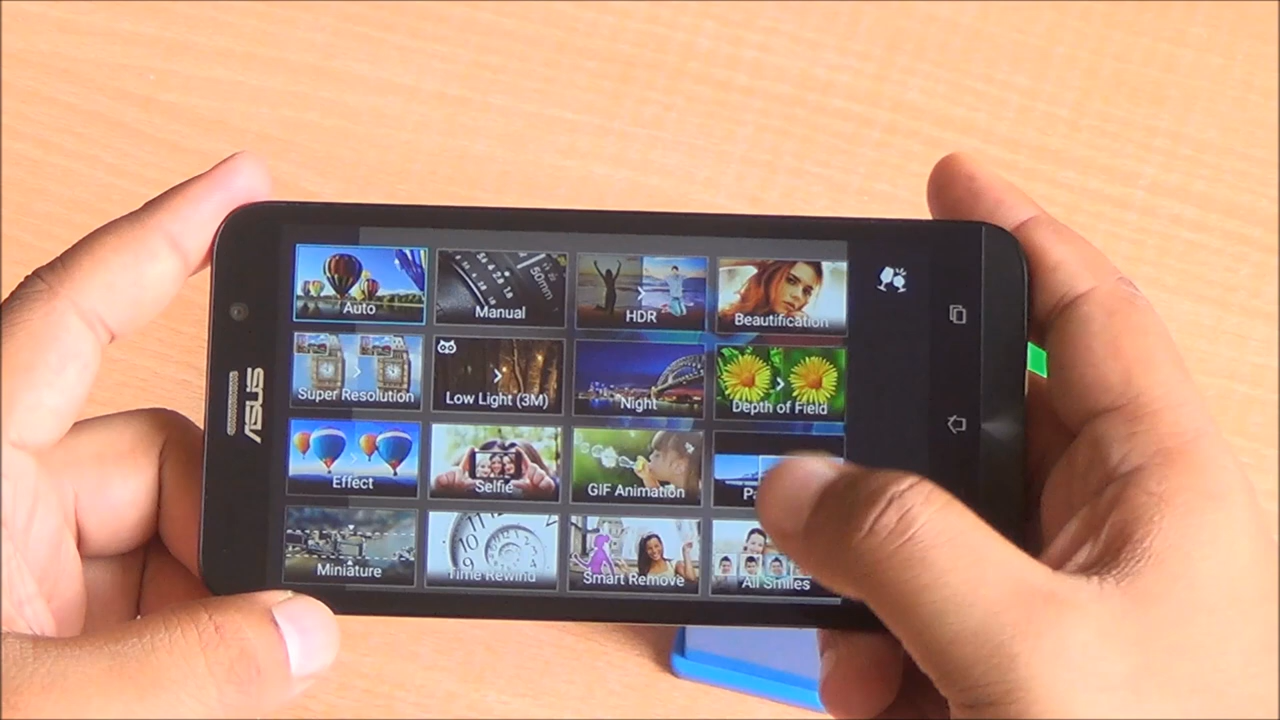 Auto
Manual
HDR
Beautification
Super Resolution
Low Light (3M)
Night
Depth of Field
Effect
Selfie
GIF Animation
Miniature
Time Rewind
Smart Remove
All Smiles
ASUS
50mm